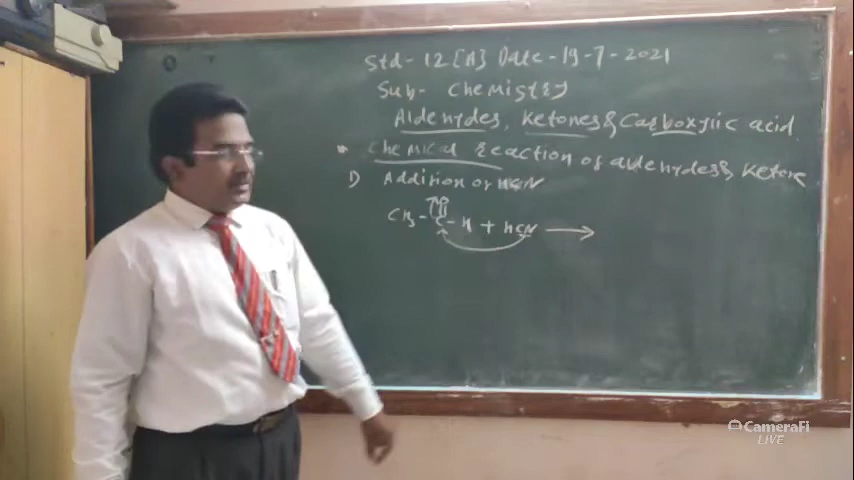 Std- 12 [A] Date-19-7-2021
Sub- Chemistry
Aldehydes, Ketones & Carboxylic acid.
* Chemical reaction of aldehydes & Ketone
1) Addition of HCN
O
CH3-C-H + HCN →
CameraFi
LIVE